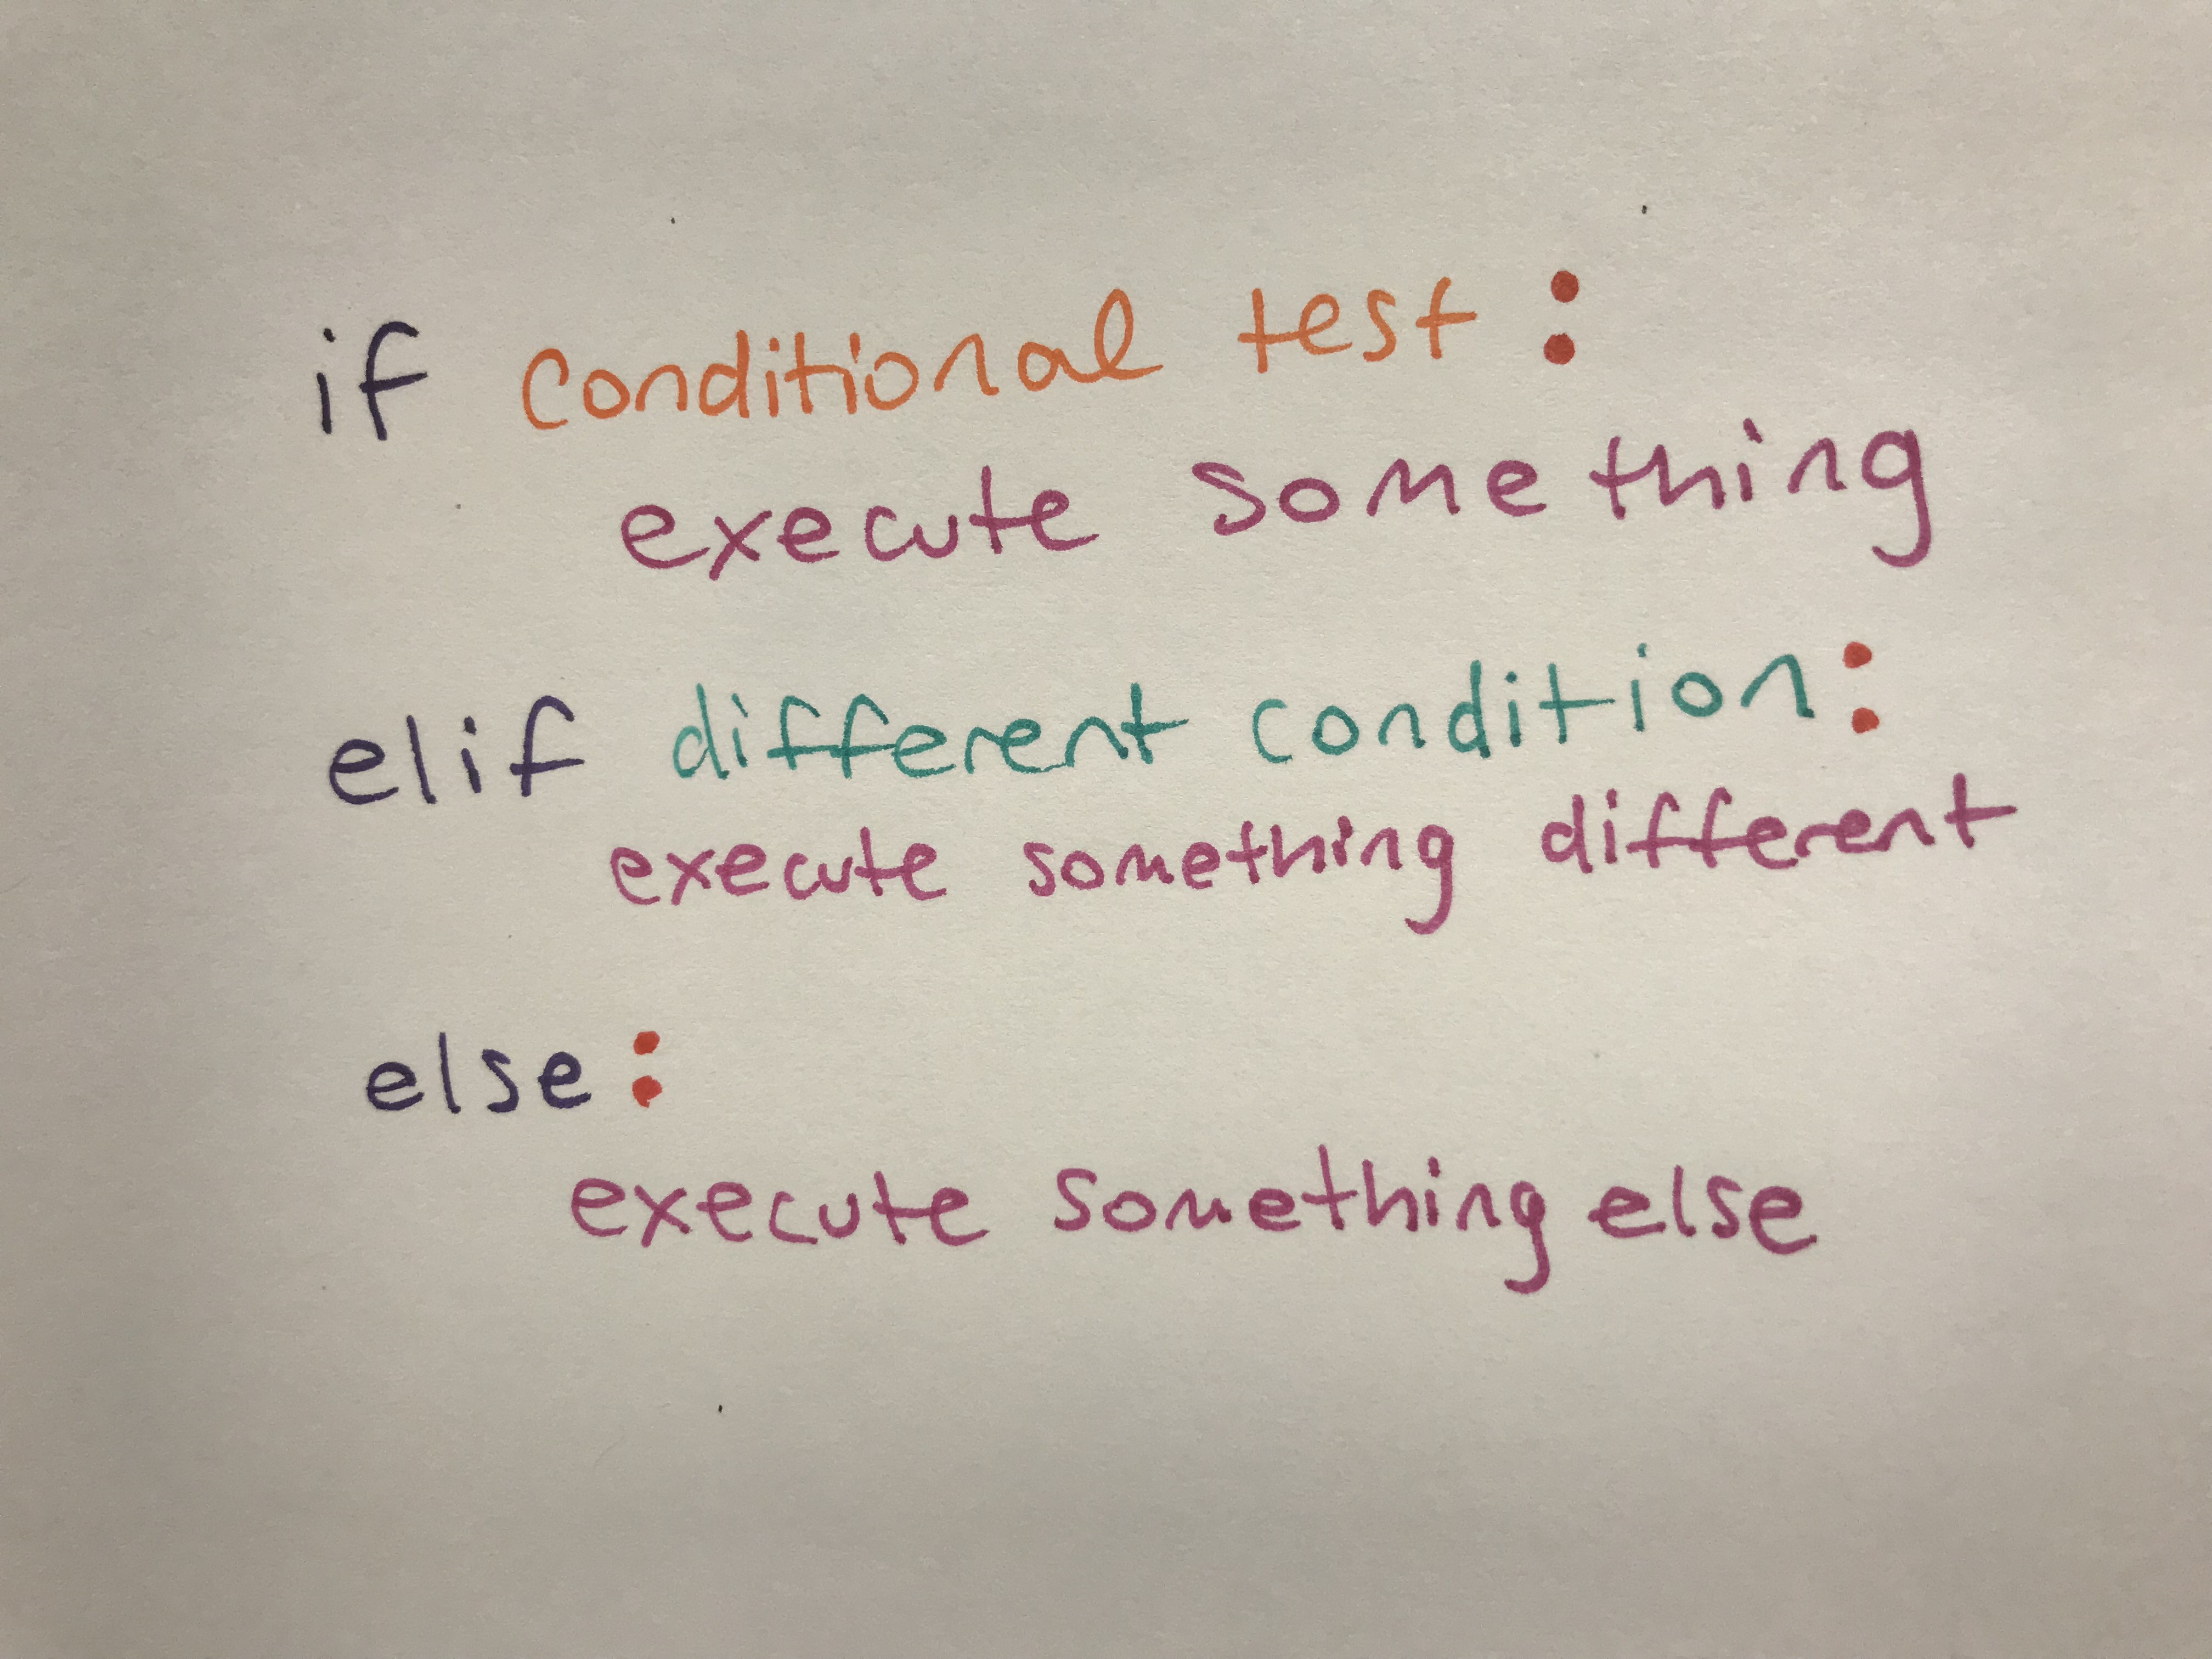 if conditional test :
execute something
elif different condition:
execute something different
else:
execute something else